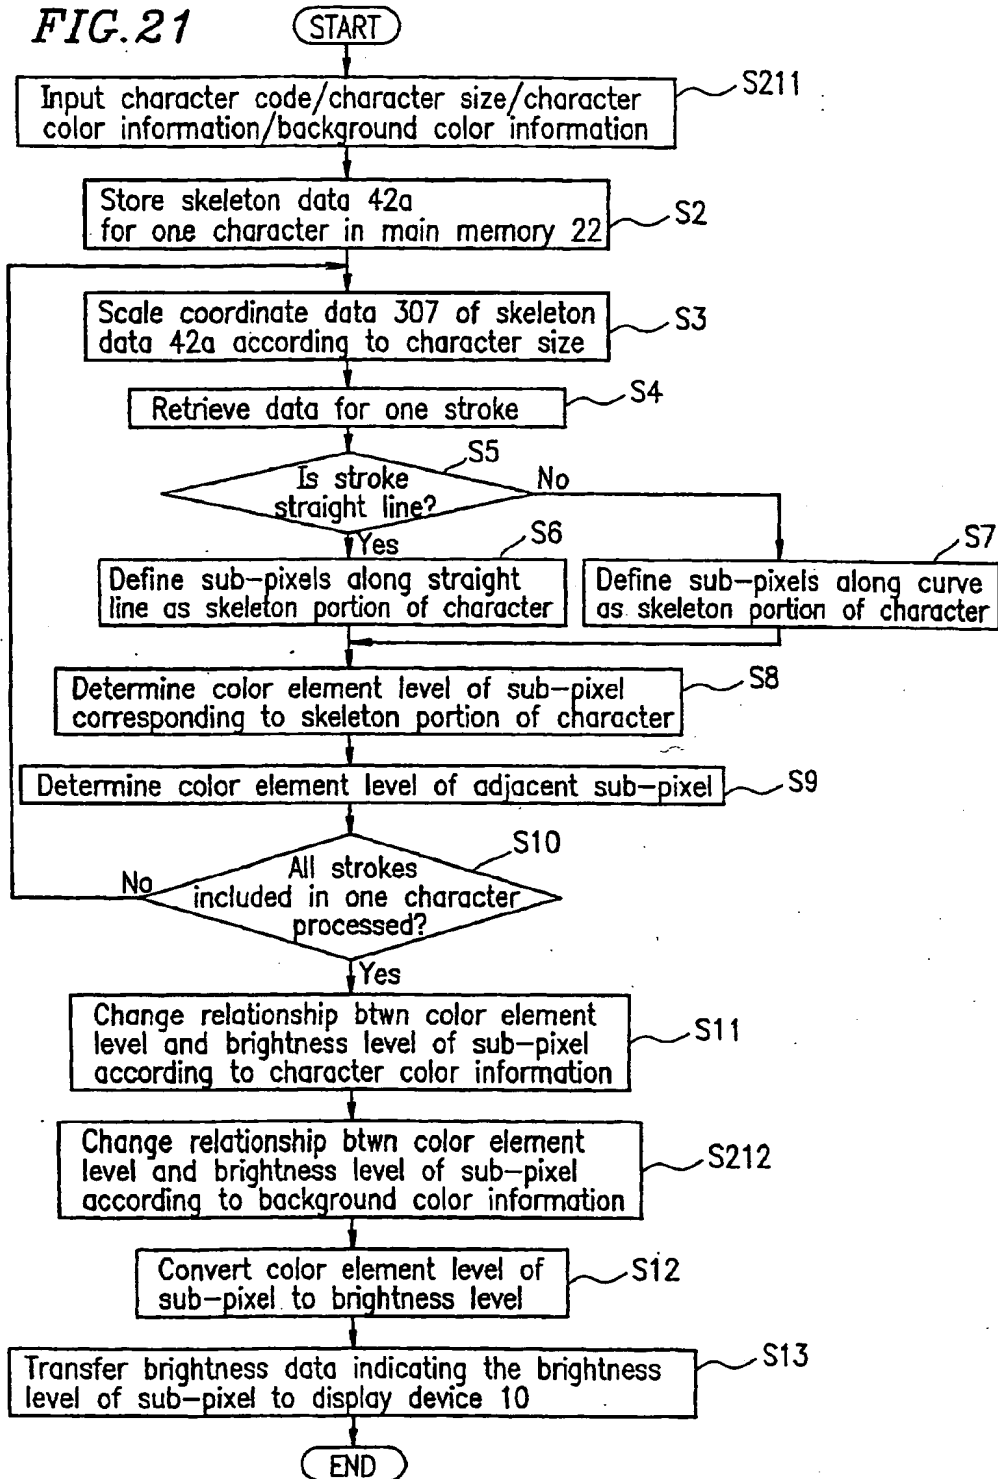 FIG.21
START
S211
Input character code/character size/character
color information/background color information
Store skeleton data 42a
for one character in main memory 22
S2
Scale coordinate data 307 of skeleton
data 42a according to character size
S3
Retrieve data for one stroke
S4
S5
Is stroke
straight line?
No
Yes
S6
S7
Define sub-pixels along straight
line as skeleton portion of character
Define sub-pixels along curve
as skeleton portion of character
Determine color element level of sub-pixel
corresponding to skeleton portion of character
S8
Determine color element level of adjacent sub-pixel
S9
S10
All strokes
included in one character
processed?
No
Yes
Change relationship btwn color element
level and brightness level of sub-pixel
according to character color information
S11
Change relationship btwn color element
level and brightness level of sub-pixel
according to background color information
S212
Convert color element level of
sub-pixel to brightness level
S12
Transfer brightness data indicating the brightness
level of sub-pixel to display device 10
S13
END